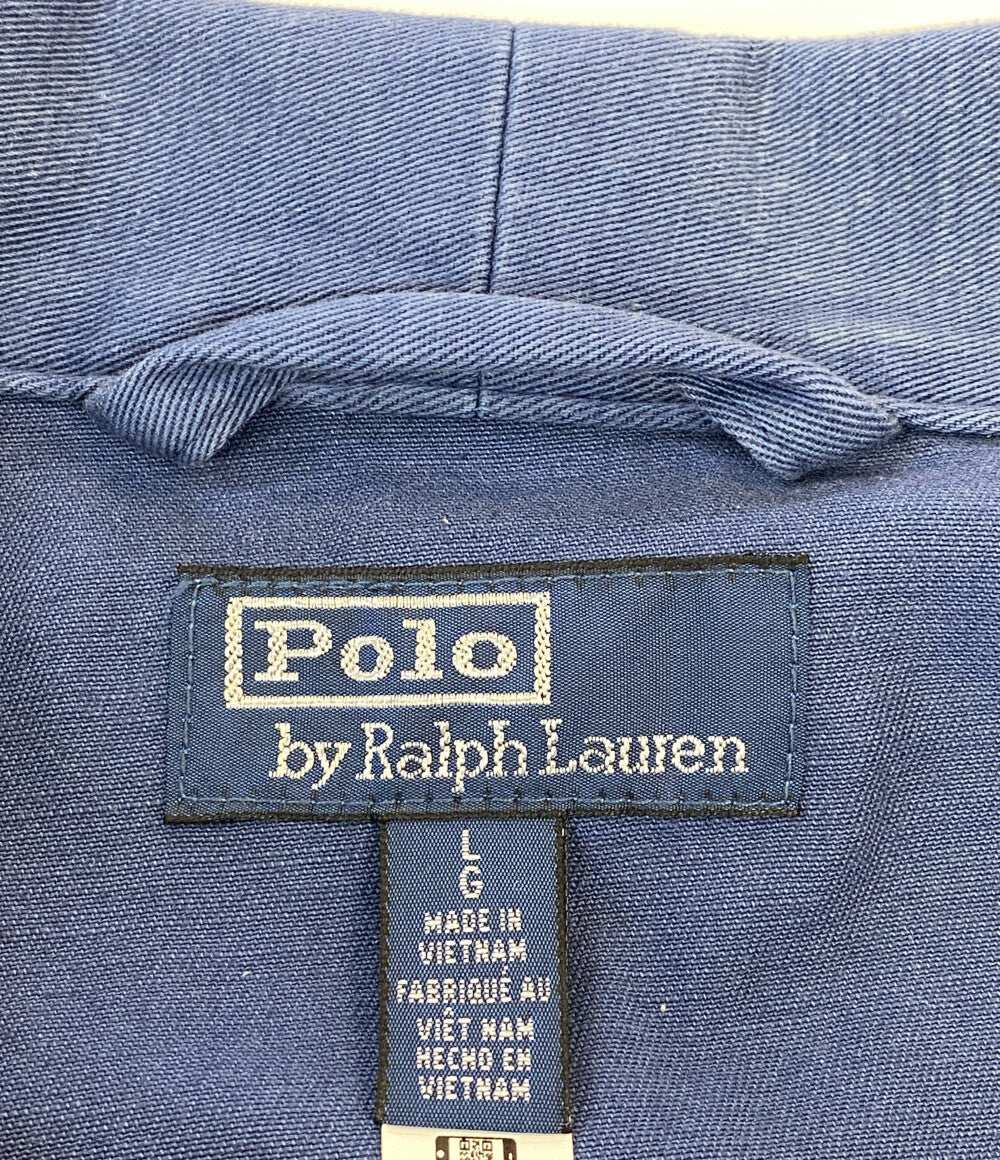 Polo
by Ralph Lauren
L
G
MADE IN
VIETNAM
FABRIQUÉ AU
VIÊT NAM
HECHO EN
VIETNAM